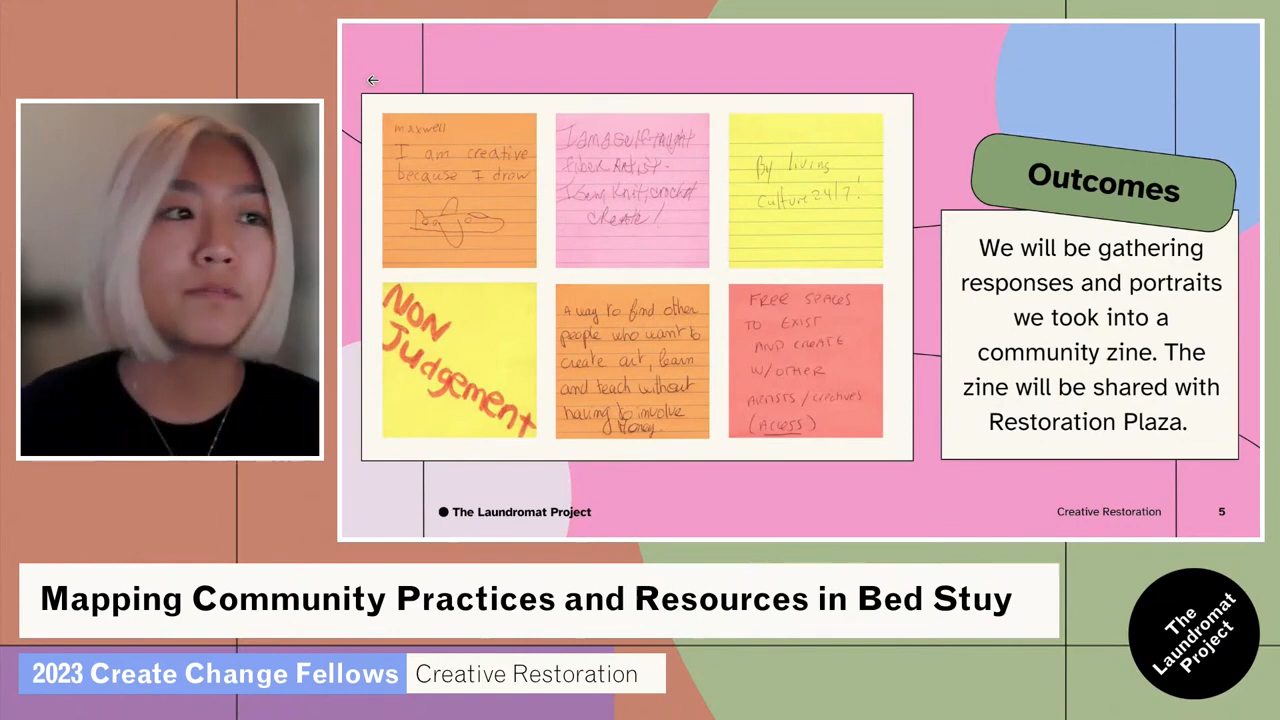 maxwell
I am creative
because I draw
I am a self taught
Fiber Artist.
I Sew, Knit, crochet
Create!
By living
Culture 24/7!
NON
Judgement
A way to find other
people who want to
create art, learn
and teach without
having to involve
Money.
FREE SPACES
TO EXIST
AND CREATE
W/OTHER
ARTISTS/CREATIVES
(ACCESS)
Outcomes
We will be gathering
responses and portraits
we took into a
community zine. The
zine will be shared with
Restoration Plaza.
The Laundromat Project
Creative Restoration
5
Mapping Community Practices and Resources in Bed Stuy
2023 Create Change Fellows
Creative Restoration
The
Laundromat
Project